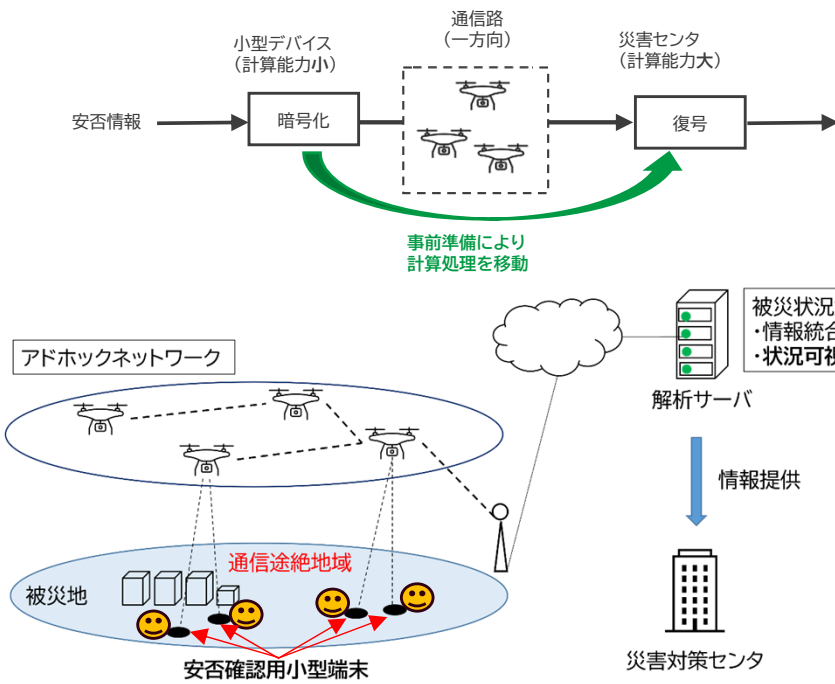 通信路
（一方向）
小型デバイス
（計算能力小）
災害センタ
（計算能力大）
安否情報
暗号化
復号
事前準備により
計算処理を移動
被災状況
・情報統合
・状況可視
アドホックネットワーク
解析サーバ
情報提供
通信途絶地域
被災地
安否確認用小型端末
災害対策センタ